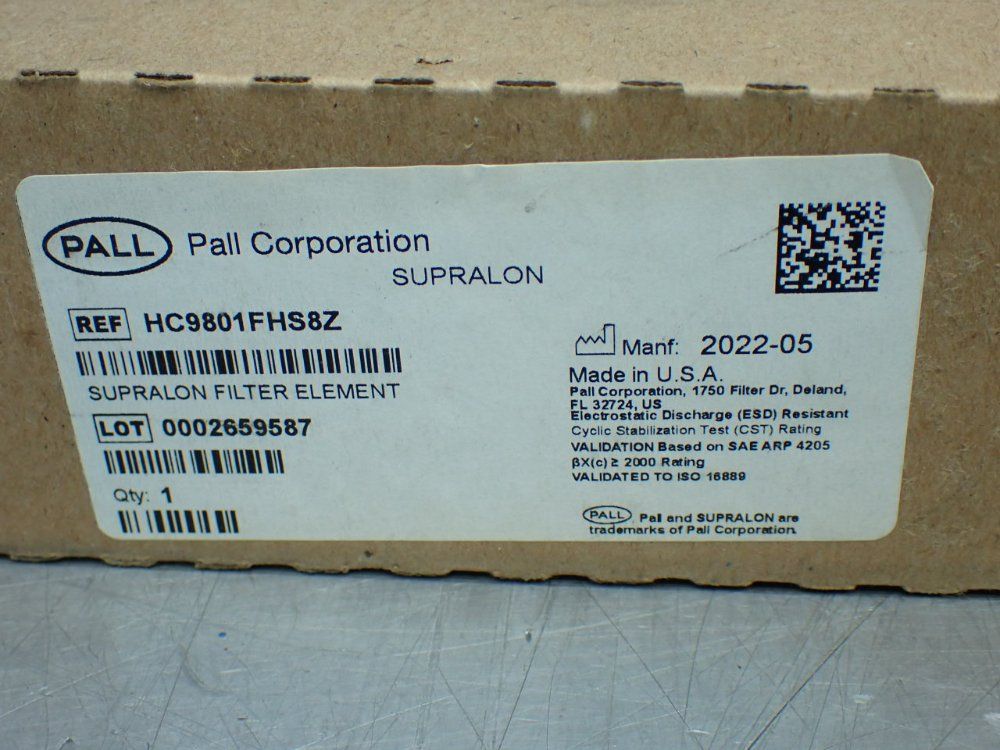 PALL Pall Corporation
SUPRALON
REF HC9801FHS8Z
SUPRALON FILTER ELEMENT
LOT 0002659587
Qty: 1
Manf: 2022-05
Made in U.S.A.
Pall Corporation, 1750 Filter Dr, Deland,
FL 32724, US
Electrostatic Discharge (ESD) Resistant
Cyclic Stabilization Test (CST) Rating
VALIDATION Based on SAE ARP 4205
βX(c) ≥ 2000 Rating
VALIDATED TO ISO 16889
PALL, Pall and SUPRALON are
trademarks of Pall Corporation.